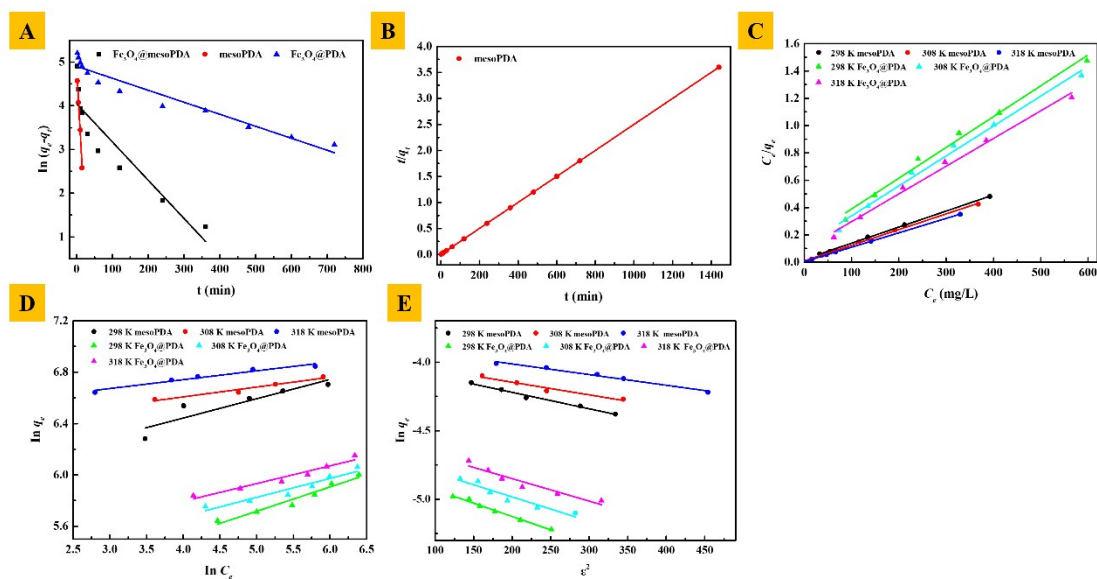 A
Fe₃O₄@mesoPDA mesoPDA Fe₃O₄@PDA
5
4
3
2
1
ln (qₑ-qₜ)
0 100 200 300 400 500 600 700 800
t (min)
B
mesoPDA
4.0
3.5
3.0
2.5
2.0
1.5
1.0
0.5
0.0
t/qₜ
0 200 400 600 800 1000 1200 1400
t (min)
C
298 K mesoPDA 308 K mesoPDA 318 K mesoPDA
298 K Fe₃O₄@PDA 308 K Fe₃O₄@PDA
318 K Fe₃O₄@PDA
1.6
1.4
1.2
1.0
0.8
0.6
0.4
0.2
0.0
Cₑ/qₑ
0 100 200 300 400 500 600
Cₑ (mg/L)
D
298 K mesoPDA 308 K mesoPDA 318 K mesoPDA
298 K Fe₃O₄@PDA 308 K Fe₃O₄@PDA
318 K Fe₃O₄@PDA
7.2
6.8
6.4
6.0
5.6
ln qₑ
2.5 3.0 3.5 4.0 4.5 5.0 5.5 6.0 6.5
ln Cₑ
E
298 K mesoPDA 308 K mesoPDA 318 K mesoPDA
298 K Fe₃O₄@PDA 308 K Fe₃O₄@PDA
318 K Fe₃O₄@PDA
-3.5
-4.0
-4.5
-5.0
ln qₑ
100 150 200 250 300 350 400 450
ε²